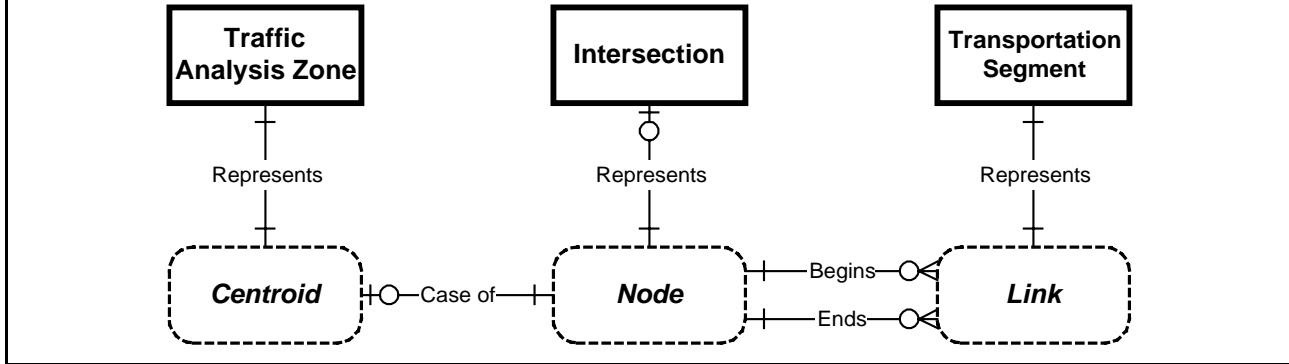 Traffic
Analysis Zone
Intersection
Transportation
Segment
Represents
Represents
Represents
Centroid
Case of
Node
Begins
Ends
Link